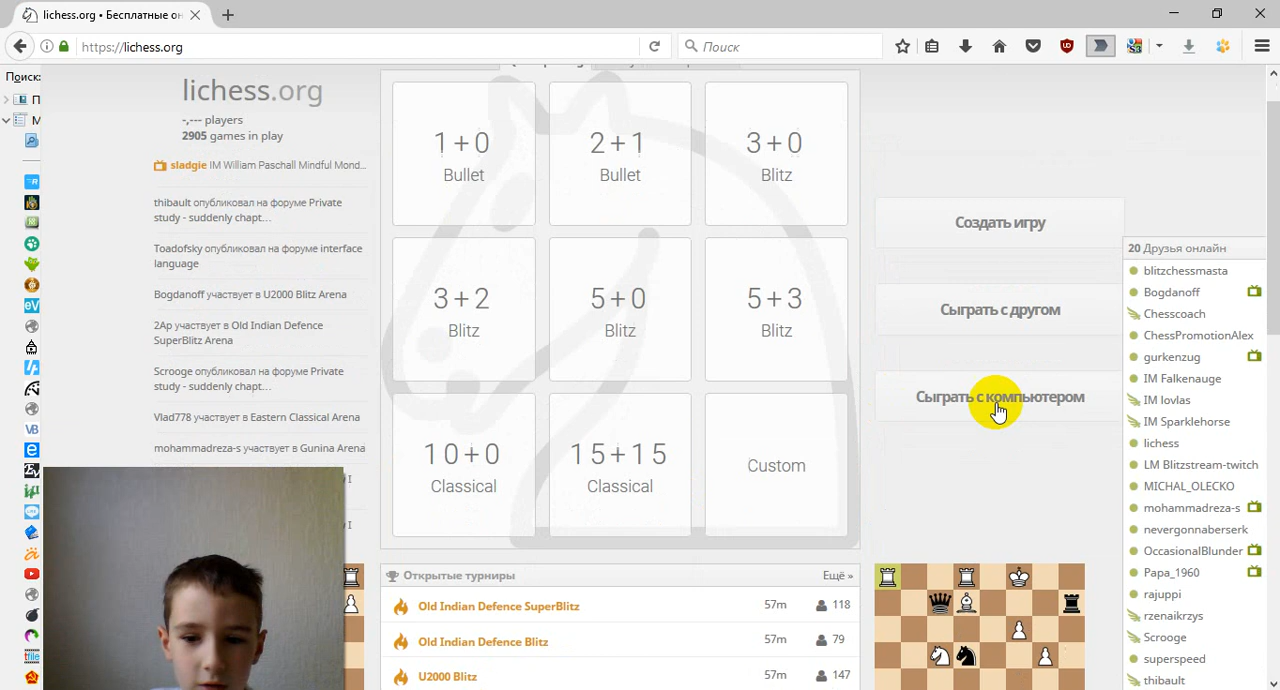 lichess.org • Бесплатные он
https://lichess.org
Поиск
Поиск:
lichess.org
-,--- players
2905 games in play
sladgie IM William Paschall Mindful Mond...
thibault опубликовал на форуме Private
study - suddenly chapt...
Toadofsky опубликовал на форуме interface
language
Bogdanoff участвует в U2000 Blitz Arena
2Ap участвует в Old Indian Defence
SuperBlitz Arena
Scrooge опубликовал на форуме Private
study - suddenly chapt...
Vlad778 участвует в Eastern Classical Arena
mohammadreza-s участвует в Gunina Arena
1+0
Bullet
2+1
Bullet
3+0
Blitz
3+2
Blitz
5+0
Blitz
5+3
Blitz
10+0
Classical
15+15
Classical
Custom
Открытые турниры
Ещё »
Old Indian Defence SuperBlitz
57m
118
Old Indian Defence Blitz
57m
79
U2000 Blitz
57m
147
Создать игру
Сыграть с другом
Сыграть с компьютером
20 Друзья онлайн
blitzchessmasta
Bogdanoff
Chesscoach
ChessPromotionAlex
gurkenzug
IM Falkenauge
IM lovlas
IM Sparklehorse
lichess
LM Blitzstream-twitch
MICHAL_OLECKO
mohammadreza-s
nevergonnaberserk
OccasionalBlunder
Papa_1960
rajuppi
rzenaikrzys
Scrooge
superspeed
thibault